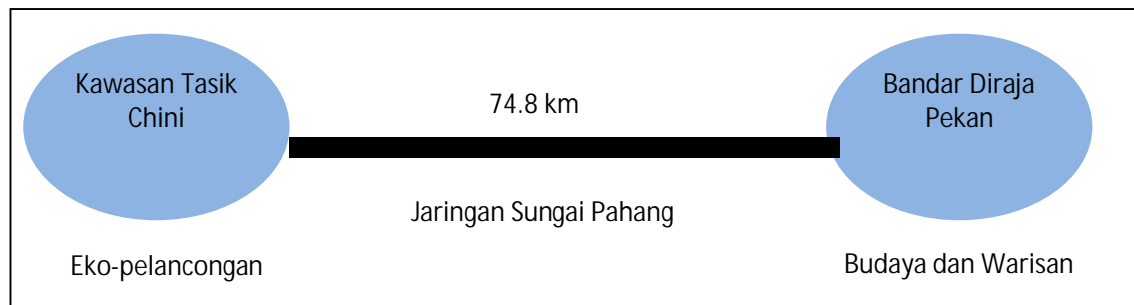 Kawasan Tasik
Chini
74.8 km
Bandar Diraja
Pekan
Jaringan Sungai Pahang
Eko-pelancongan
Budaya dan Warisan